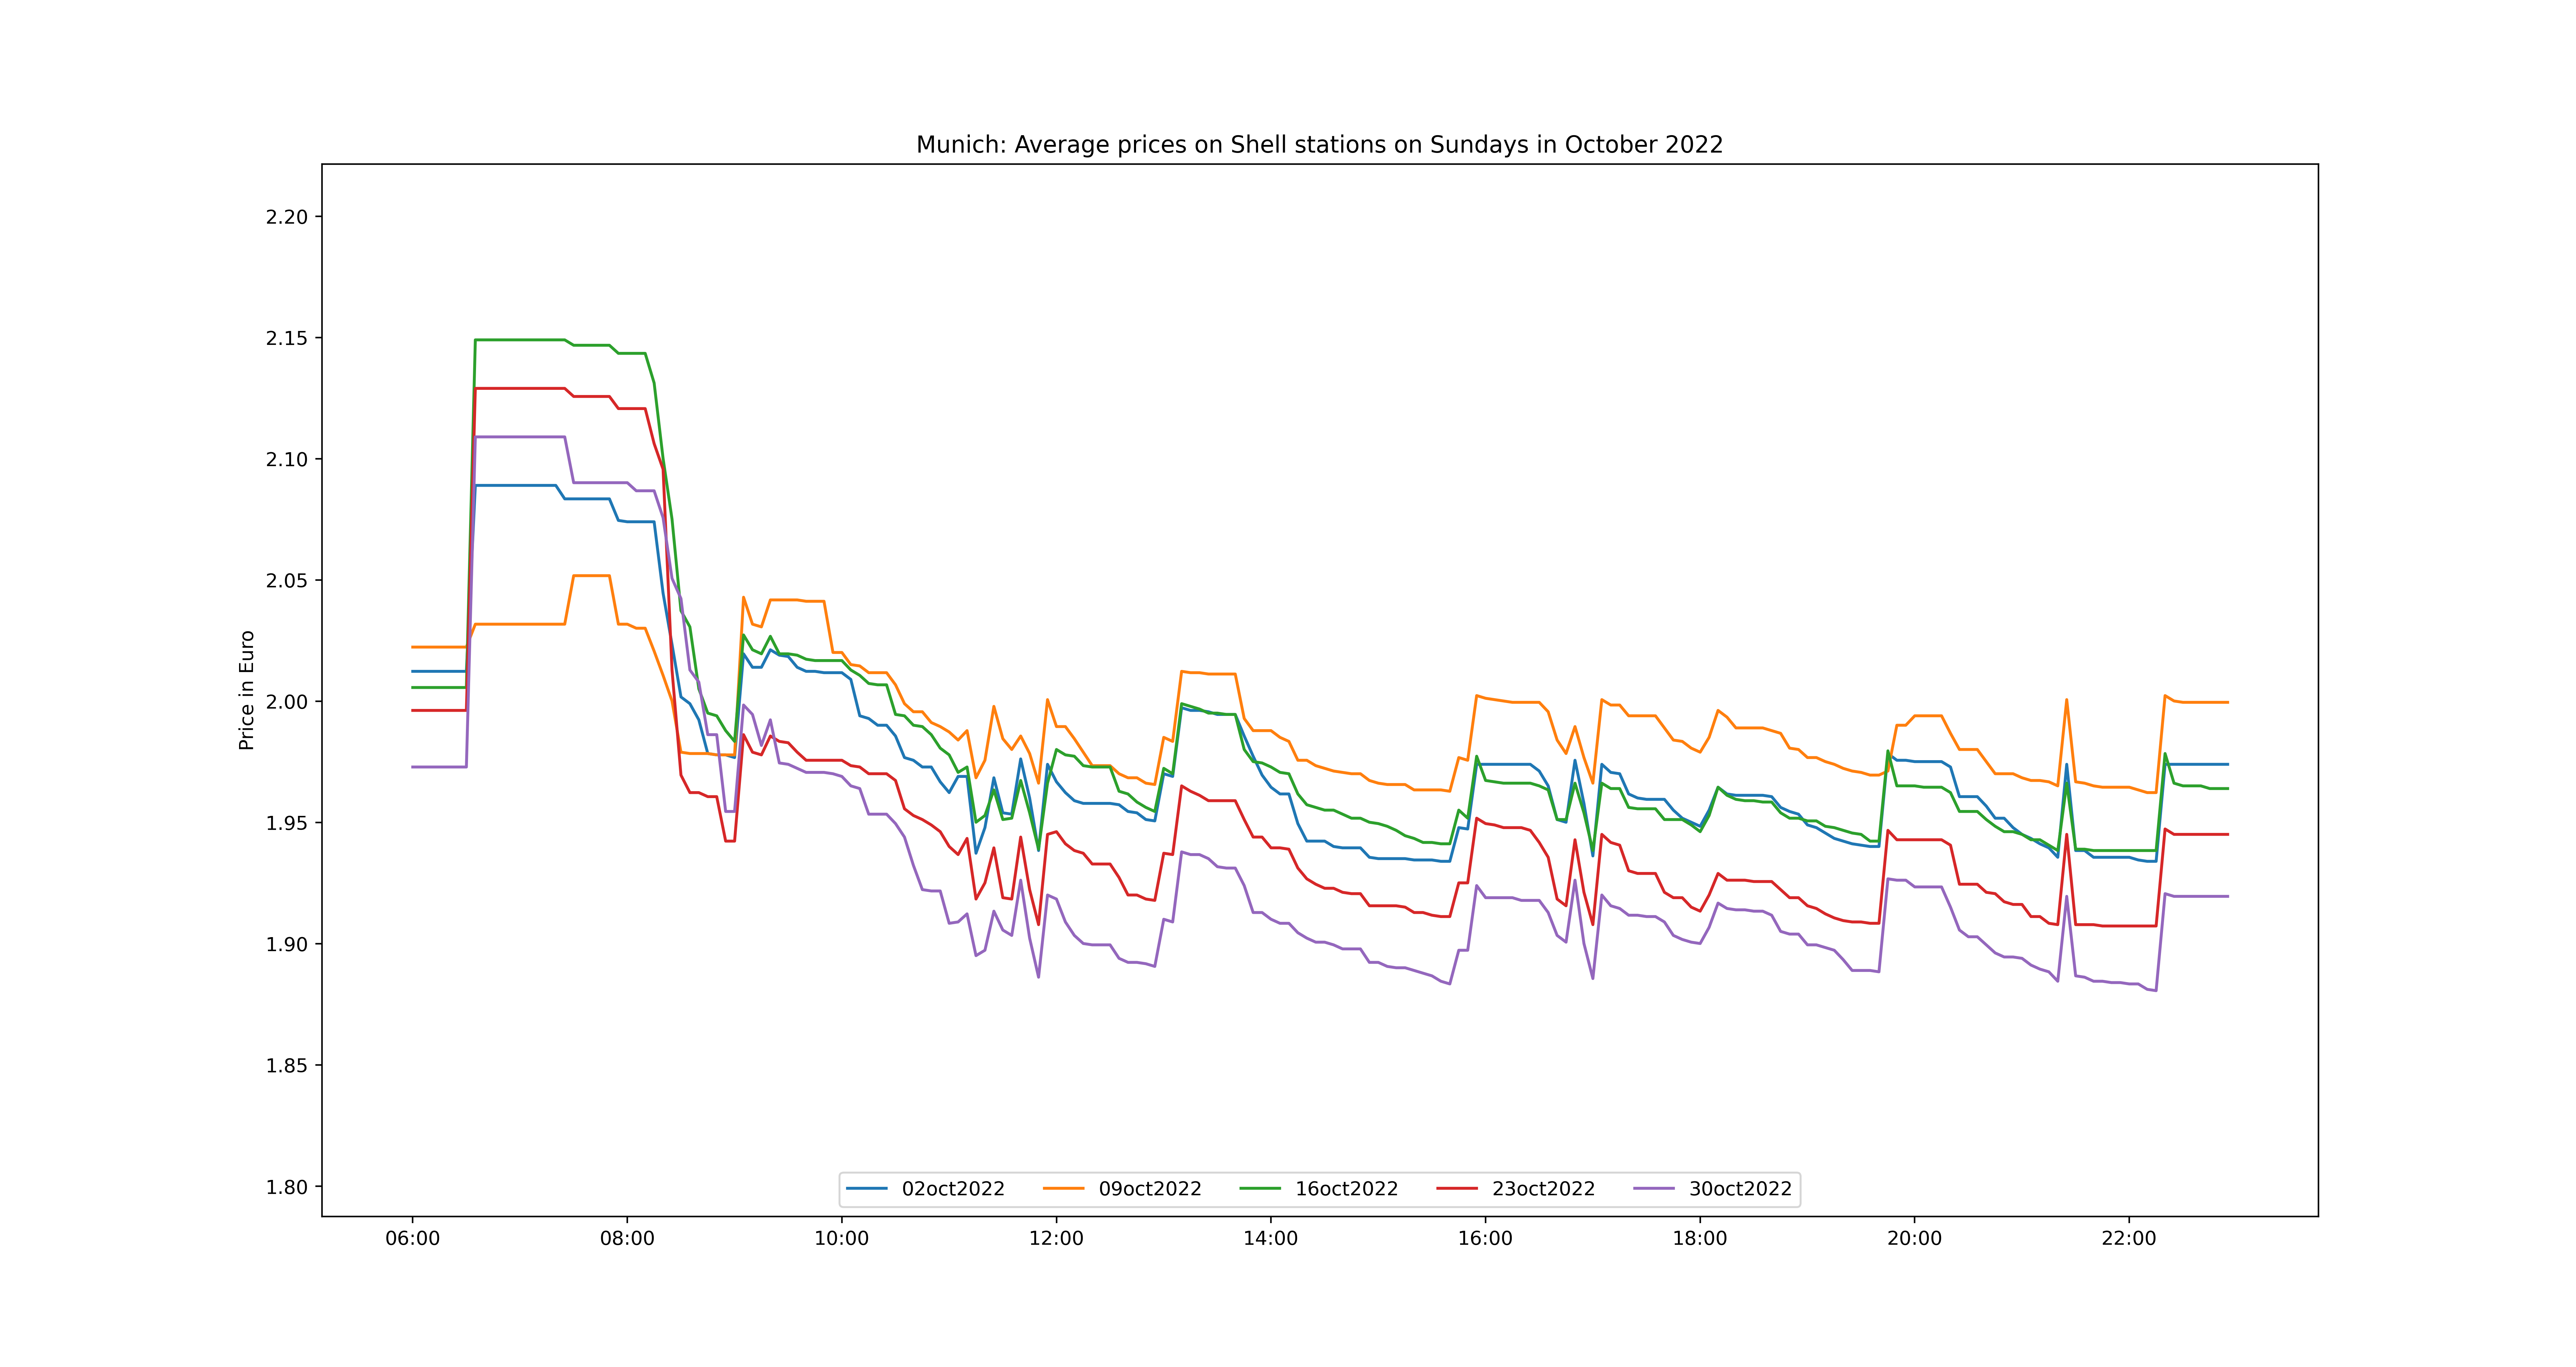 Munich: Average prices on Shell stations on Sundays in October 2022
Price in Euro
2.20
2.15
2.10
2.05
2.00
1.95
1.90
1.85
1.80
02oct2022 09oct2022 16oct2022 23oct2022 30oct2022
06:00 08:00 10:00 12:00 14:00 16:00 18:00 20:00 22:00